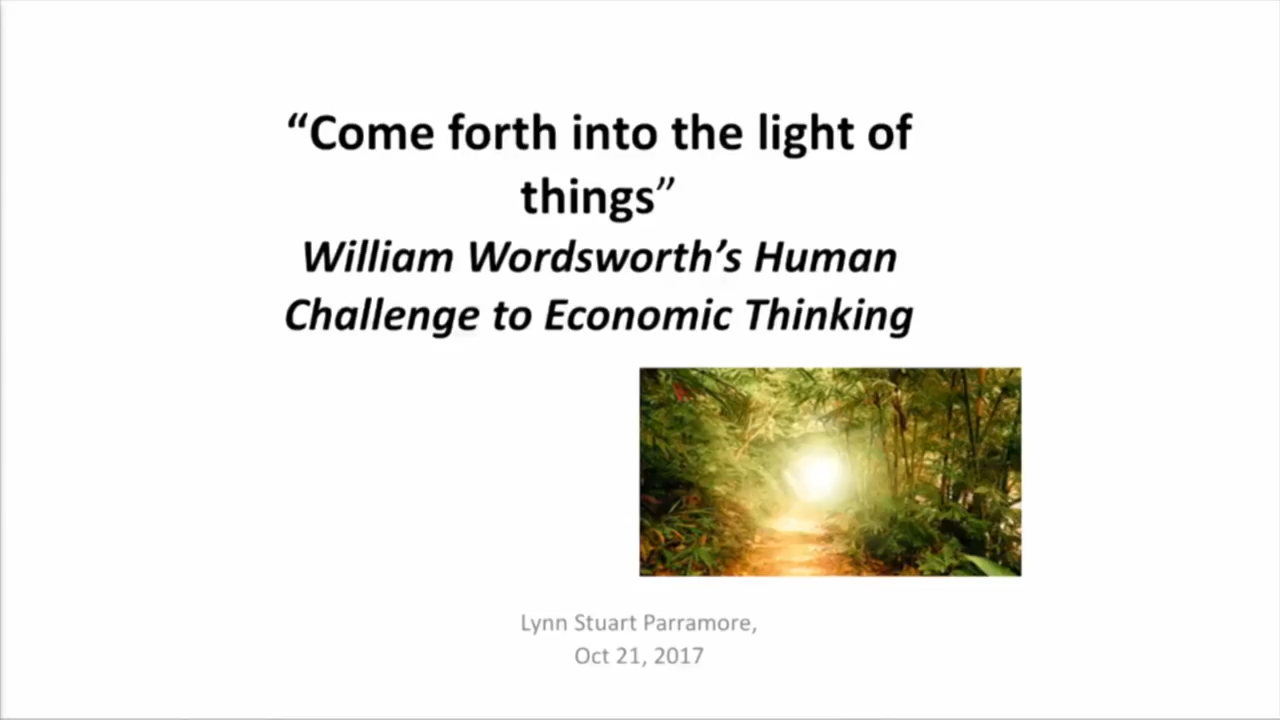 “Come forth into the light of
things”
William Wordsworth’s Human
Challenge to Economic Thinking
Lynn Stuart Parramore,
Oct 21, 2017